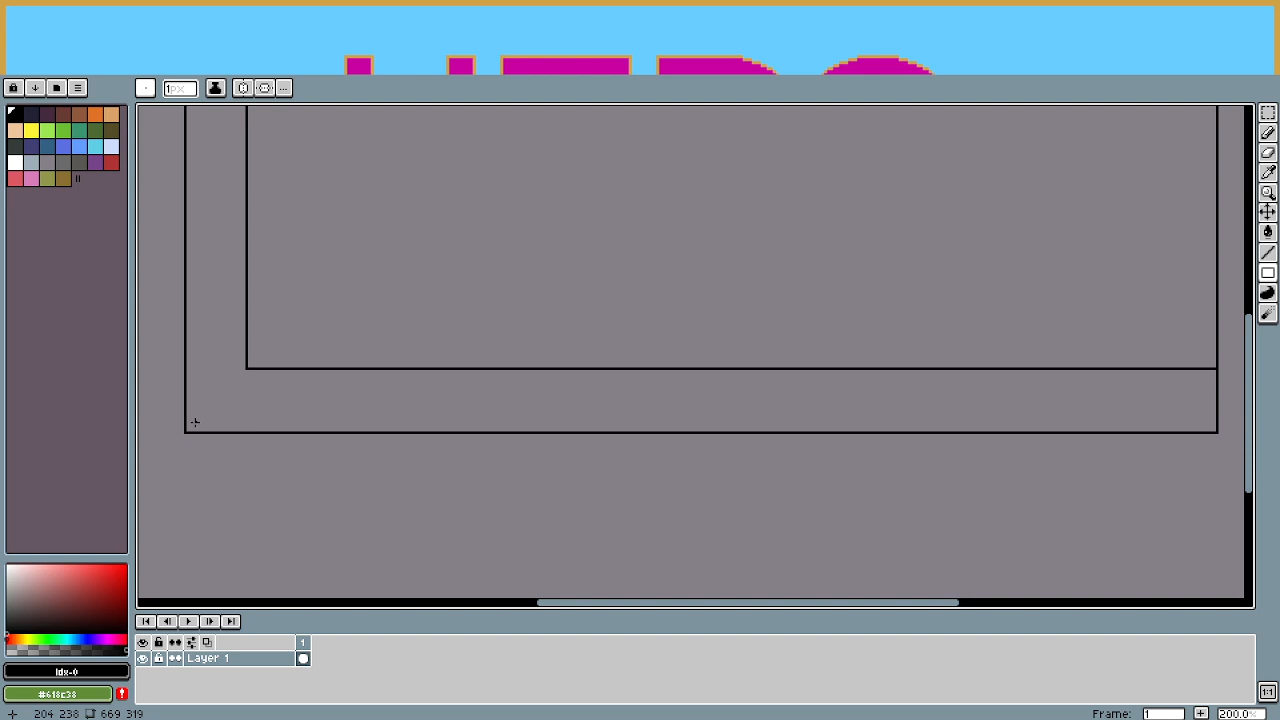 1px
1
Layer 1
Idx-0
#618c38
1:1
204 238 669 319
Frame: 1 200.0